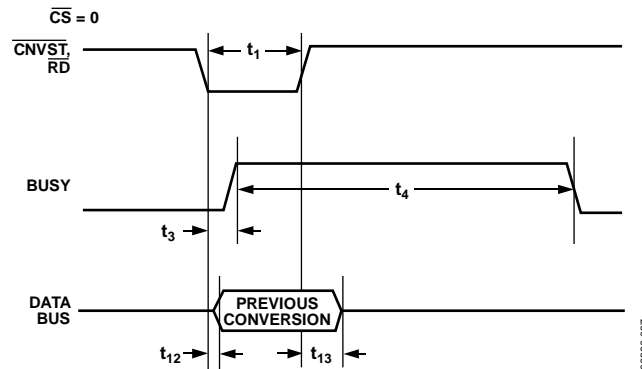 CS = 0
CNVST,
RD
t1
BUSY
t4
t3
DATA
BUS
PREVIOUS
CONVERSION
t12
t13